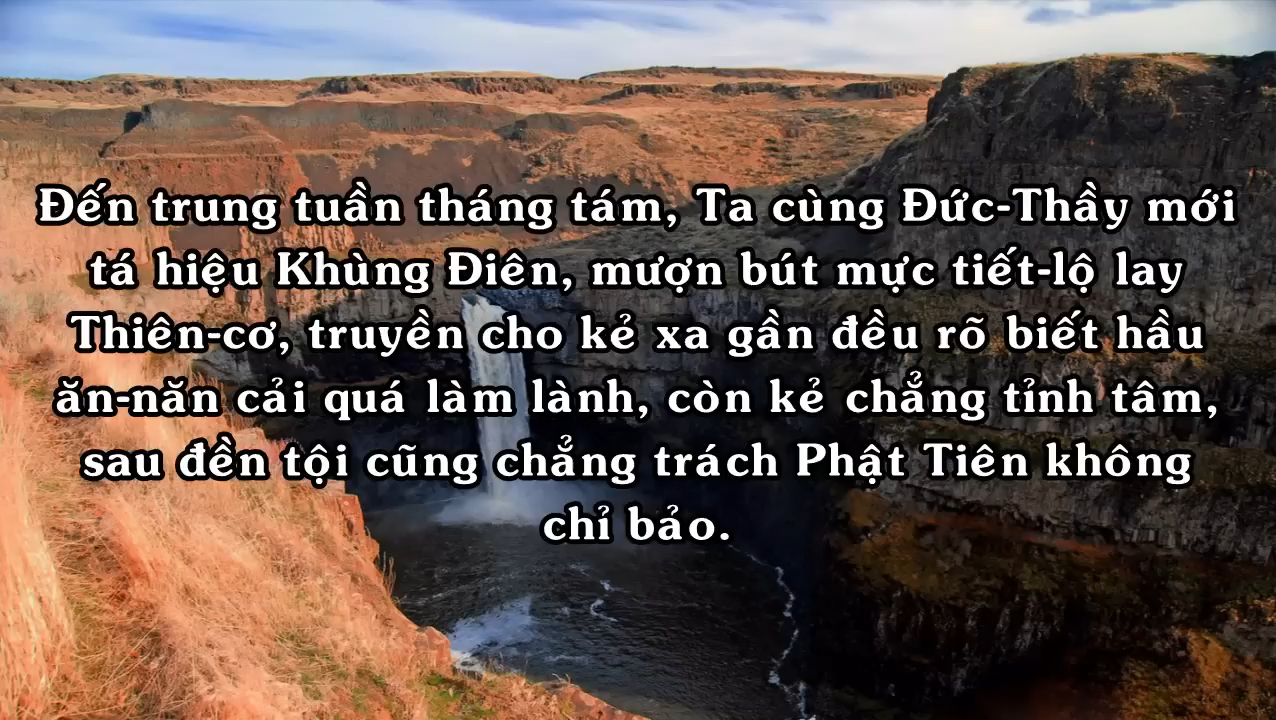 Đến trung tuần tháng tám, Ta cùng Đức-Thầy mới
tá hiệu Khùng Điên, mượn bút mực tiết-lộ lay
Thiên-cơ, truyền cho kẻ xa gần đều rõ biết hầu
ăn-năn cải quá làm lành, còn kẻ chẳng tỉnh tâm,
sau đền tội cũng chẳng trách Phật Tiên không
chỉ bảo.